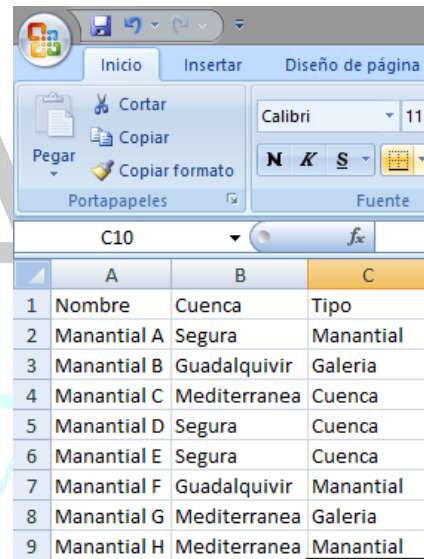 Inicio Insertar Diseño de página
Cortar
Copiar
Copiar formato
Pegar
Portapapeles
Calibri 11
N K S
Fuente
C10 fx
A B C
1 Nombre Cuenca Tipo
2 Manantial A Segura Manantial
3 Manantial B Guadalquivir Galeria
4 Manantial C Mediterranea Cuenca
5 Manantial D Segura Cuenca
6 Manantial E Segura Cuenca
7 Manantial F Guadalquivir Manantial
8 Manantial G Mediterranea Galeria
9 Manantial H Mediterranea Manantial